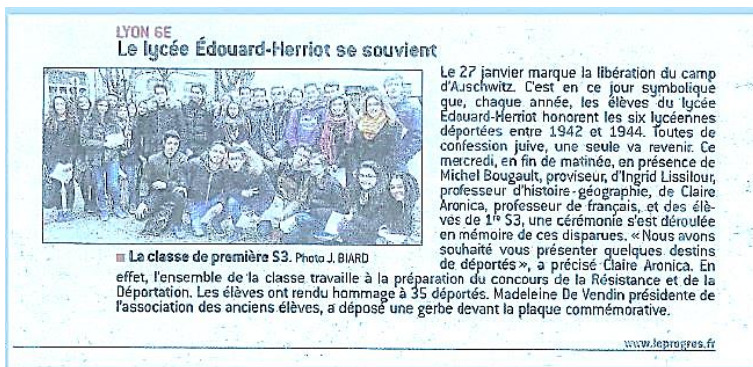 LYON 6E
Le lycée Édouard-Herriot se souvient
Le 27 janvier marque la libération du camp
d'Auschwitz. C'est en ce jour symbolique
que, chaque année, les élèves du lycée
Édouard-Herriot honorent les six lycéennes
déportées entre 1942 et 1944. Toutes de
confession juive, une seule va revenir. Ce
mercredi, en fin de matinée, en présence de
Michel Bougault, proviseur, d'Ingrid Lissilour,
professeur d'histoire-géographie, de Claire
Aronica, professeur de français, et des élè-
ves de 1re S3, une cérémonie s'est déroulée
en mémoire de ces disparues. « Nous avons
souhaité vous présenter quelques destins
de déportés », a précisé Claire Aronica. En
effet, l'ensemble de la classe travaille à la préparation du concours de la Résistance et de la
Déportation. Les élèves ont rendu hommage à 35 déportés. Madeleine De Vendin présidente de
l'association des anciens élèves, a déposé une gerbe devant la plaque commémorative.
La classe de première S3. Photo J. BIARD
www.leprogres.fr